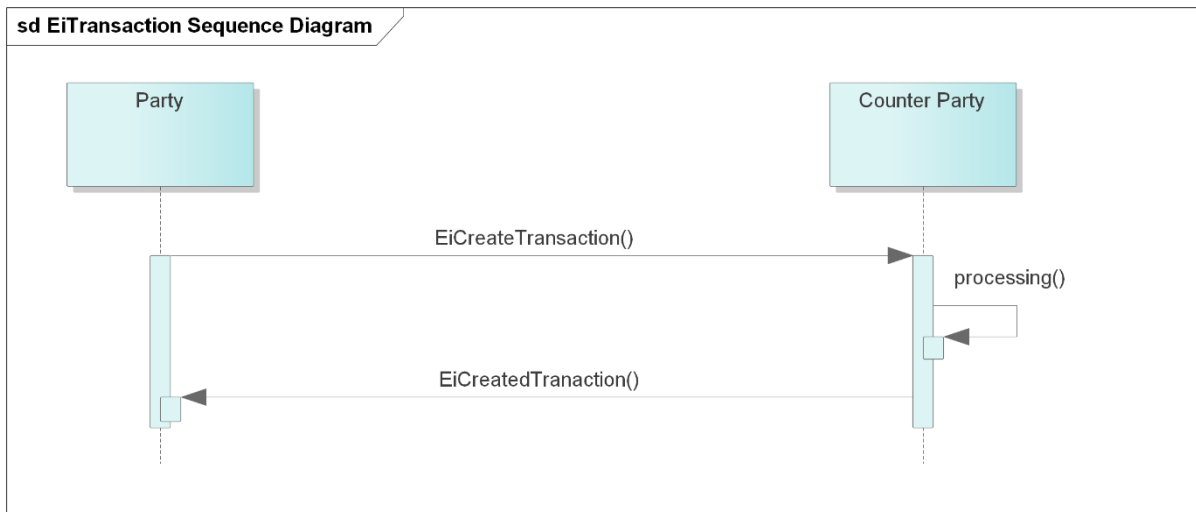 sd EiTransaction Sequence Diagram
Party
Counter Party
EiCreateTransaction()
processing()
EiCreatedTranaction()